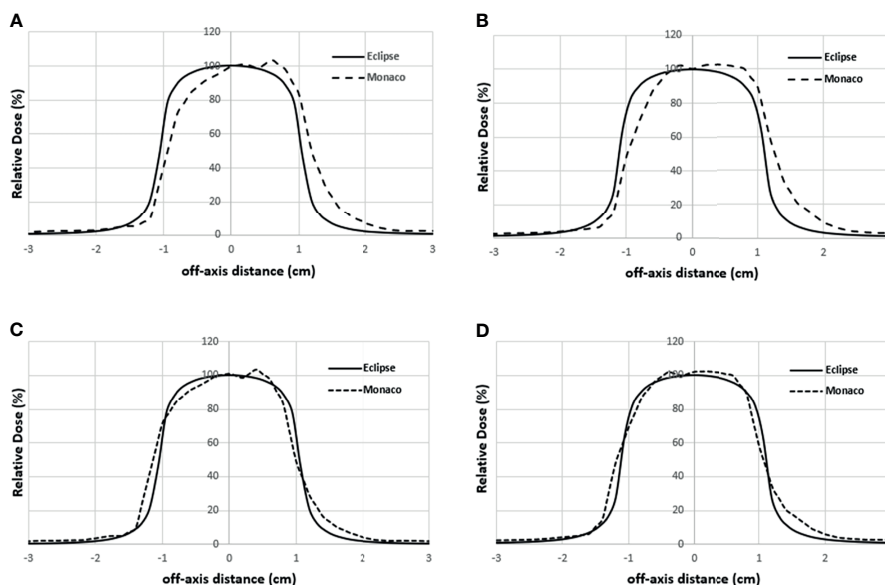 A
Relative Dose (%)
120
100
80
60
40
20
0
-3 -2 -1 0 1 2 3
off-axis distance (cm)
Eclipse
Monaco
B
Relative Dose (%)
120
100
80
60
40
20
0
-3 -2 -1 0 1 2
off-axis distance (cm)
Eclipse
Monaco
C
Relative Dose (%)
120
100
80
60
40
20
0
-3 -2 -1 0 1 2 3
off-axis distance (cm)
Eclipse
Monaco
D
Relative Dose (%)
120
100
80
60
40
20
0
-3 -2 -1 0 1 2
off-axis distance (cm)
Eclipse
Monaco